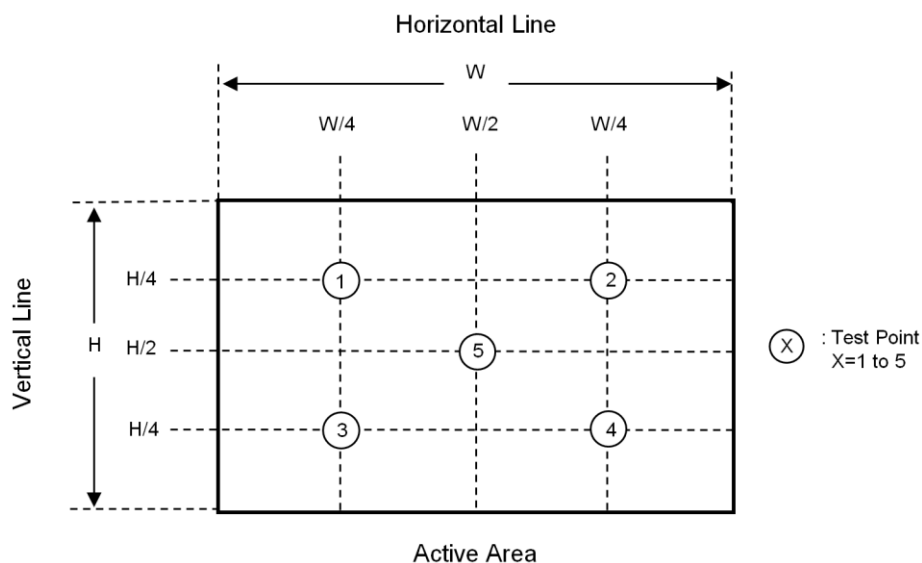 Horizontal Line
W
W/4 W/2 W/4
Vertical Line
H
H/4
H/2
H/4
1
2
5
3
4
X : Test Point
X=1 to 5
Active Area